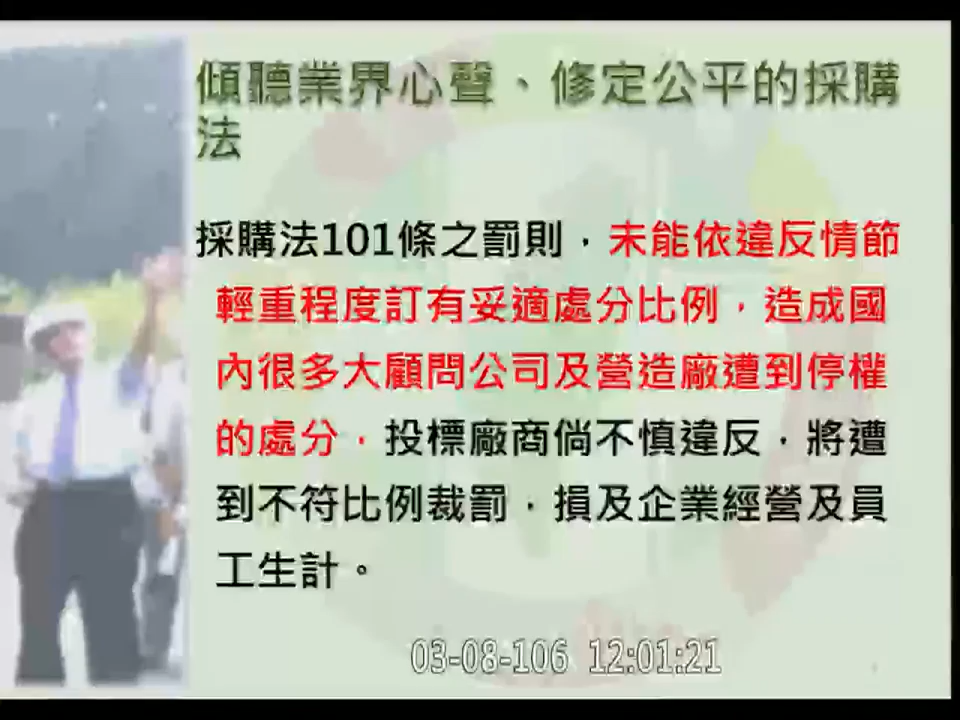 傾聽業界心聲、修定公平的採購
法
採購法101條之罰則，未能依違反情節
輕重程度訂有妥適處分比例，造成國
內很多大顧問公司及營造廠遭到停權
的處分，投標廠商倘不慎違反，將遭
到不符比例裁罰，損及企業經營及員
工生計。
03-08-106 12:01:21